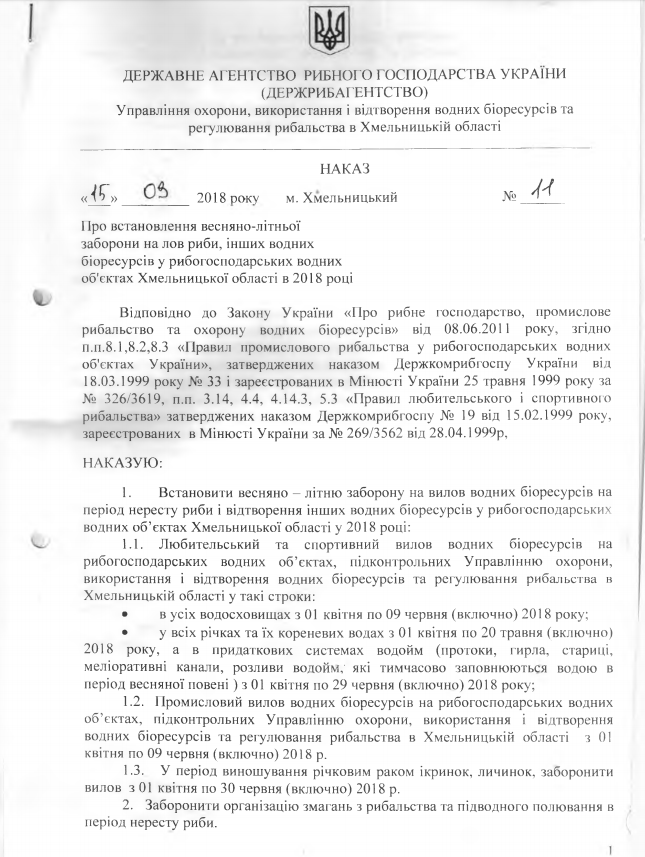 ДЕРЖАВНЕ АГЕНТСТВО РИБНОГО ГОСПОДАРСТВА УКРАЇНИ
(ДЕРЖРИБАГЕНТСТВО)
Управління охорони, використання і відтворення водних біоресурсів та
регулювання рибальства в Хмельницькій області
НАКАЗ
«15» 03 2018 року м. Хмельницький № 11
Про встановлення весняно-літньої
заборони на лов риби, інших водних
біоресурсів у рибогосподарських водних
об'єктах Хмельницької області в 2018 році
Відповідно до Закону України «Про рибне господарство, промислове
рибальство та охорону водних біоресурсів» від 08.06.2011 року, згідно
п.п.8.1,8.2,8.3 «Правил промислового рибальства у рибогосподарських водних
об'єктах України», затверджених наказом Держкомрибгоспу України від
18.03.1999 року № 33 і зареєстрованих в Мінюсті України 25 травня 1999 року за
№ 326/3619, п.п. 3.14, 4.4, 4.14.3, 5.3 «Правил любительського і спортивного
рибальства» затверджених наказом Держкомрибгоспу № 19 від 15.02.1999 року,
зареєстрованих в Мінюсті України за № 269/3562 від 28.04.1999р,
НАКАЗУЮ:
1. Встановити весняно – літню заборону на вилов водних біоресурсів на
період нересту риби і відтворення інших водних біоресурсів у рибогосподарських
водних об’єктах Хмельницької області у 2018 році:
1.1. Любительський та спортивний вилов водних біоресурсів на
рибогосподарських водних об’єктах, підконтрольних Управлінню охорони,
використання і відтворення водних біоресурсів та регулювання рибальства в
Хмельницькій області у такі строки:
• в усіх водосховищах з 01 квітня по 09 червня (включно) 2018 року;
• у всіх річках та їх кореневих водах з 01 квітня по 20 травня (включно)
2018 року, а в придаткових системах водойм (протоки, гирла, стариці,
меліоративні канали, розливи водойм, які тимчасово заповнюються водою в
період весняної повені ) з 01 квітня по 29 червня (включно) 2018 року;
1.2. Промисловий вилов водних біоресурсів на рибогосподарських водних
об’єктах, підконтрольних Управлінню охорони, використання і відтворення
водних біоресурсів та регулювання рибальства в Хмельницькій області з 01
квітня по 09 червня (включно) 2018 р.
1.3. У період виношування річковим раком ікринок, личинок, заборонити
вилов з 01 квітня по 30 червня (включно) 2018 р.
2. Заборонити організацію змагань з рибальства та підводного полювання в
період нересту риби.
1